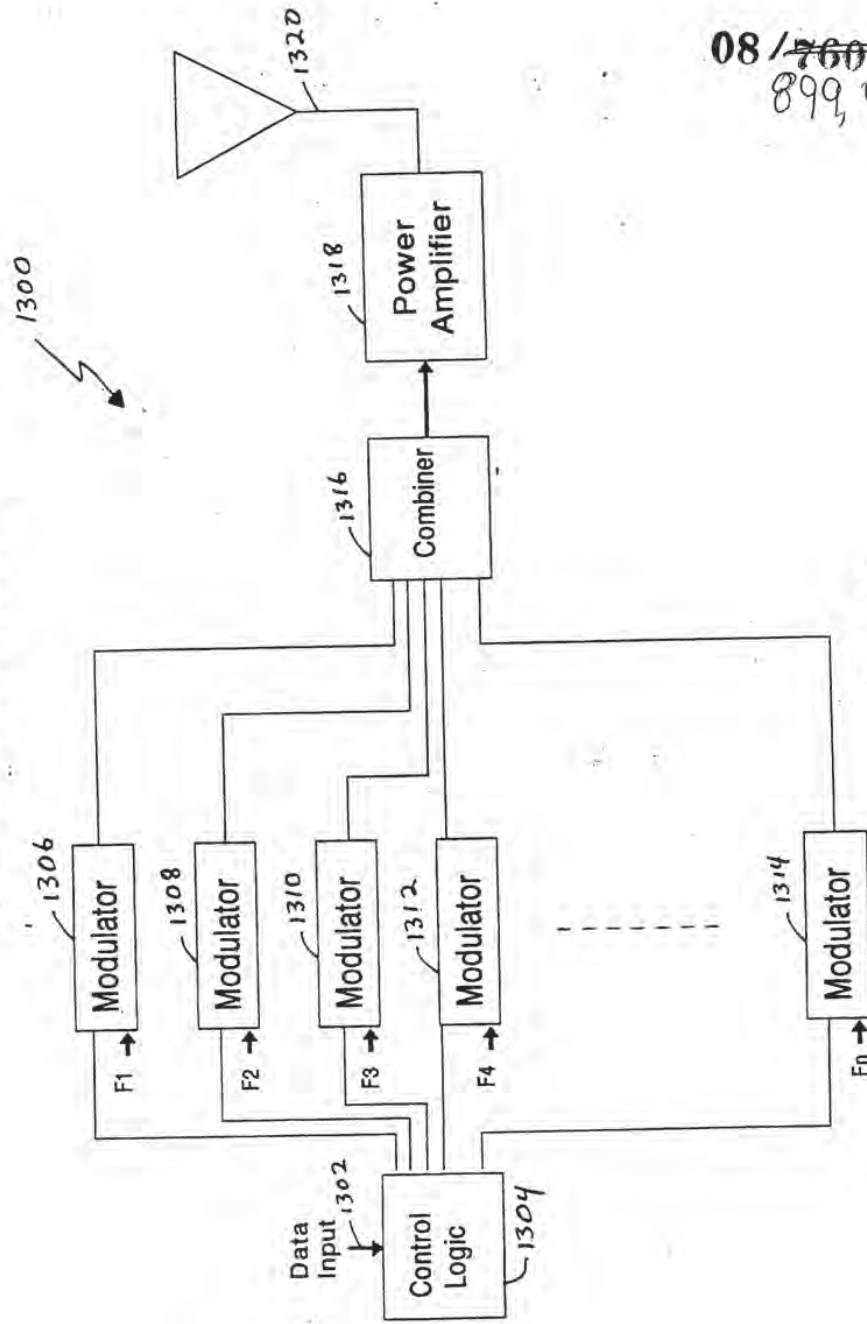 08/760
899,
1300
1320
1318
Power
Amplifier
1316
Combiner
1306
Modulator
F1
1308
Modulator
F2
1310
Modulator
F3
1312
Modulator
F4
1314
Modulator
Fn
Data
Input
1302
Control
Logic
1304